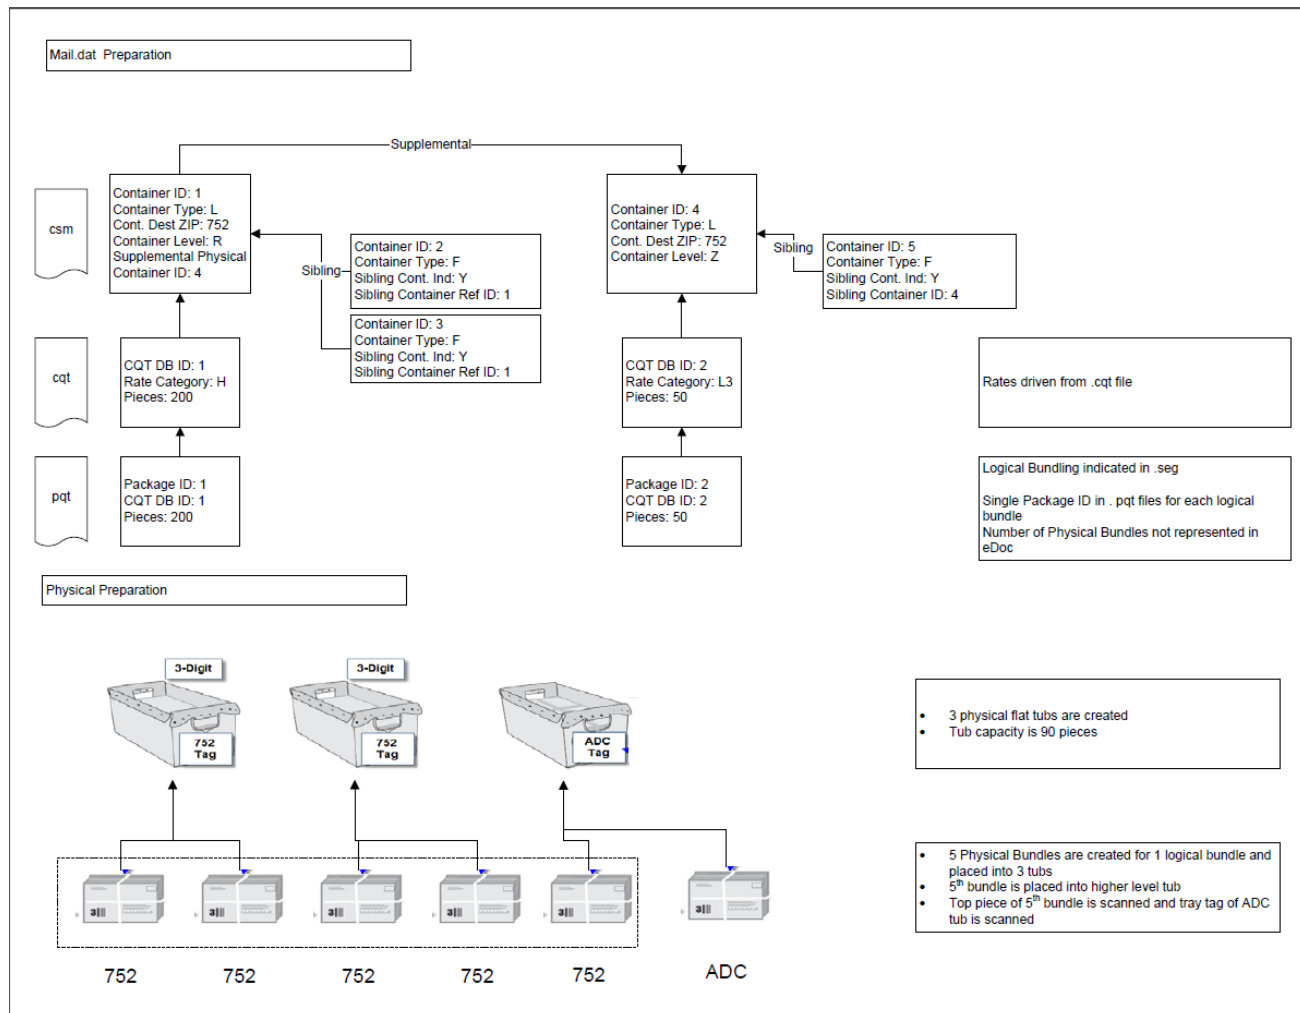 Mail.dat  Preparation
Supplemental
csm
Container ID: 1
Container Type: L
Cont. Dest ZIP: 752
Container Level: R
Supplemental Physical
Container ID: 4
Sibling
Container ID: 2
Container Type: F
Sibling Cont. Ind: Y
Sibling Container Ref ID: 1
Container ID: 3
Container Type: F
Sibling Cont. Ind: Y
Sibling Container Ref ID: 1
Container ID: 4
Container Type: L
Cont. Dest ZIP: 752
Container Level: Z
Sibling
Container ID: 5
Container Type: F
Sibling Cont. Ind: Y
Sibling Container ID: 4
cqt
CQT DB ID: 1
Rate Category: H
Pieces: 200
CQT DB ID: 2
Rate Category: L3
Pieces: 50
Rates driven from .cqt file
pqt
Package ID: 1
CQT DB ID: 1
Pieces: 200
Package ID: 2
CQT DB ID: 2
Pieces: 50
Logical Bundling indicated in .seg
Single Package ID in . pqt files for each logical
bundle
Number of Physical Bundles not represented in
eDoc
Physical Preparation
3-Digit
752
Tag
3-Digit
752
Tag
ADC
Tag
• 3 physical flat tubs are created
• Tub capacity is 90 pieces
3
3
3
3
3
3
• 5 Physical Bundles are created for 1 logical bundle and
placed into 3 tubs
• 5th bundle is placed into higher level tub
• Top piece of 5th bundle is scanned and tray tag of ADC
tub is scanned
752
752
752
752
752
ADC